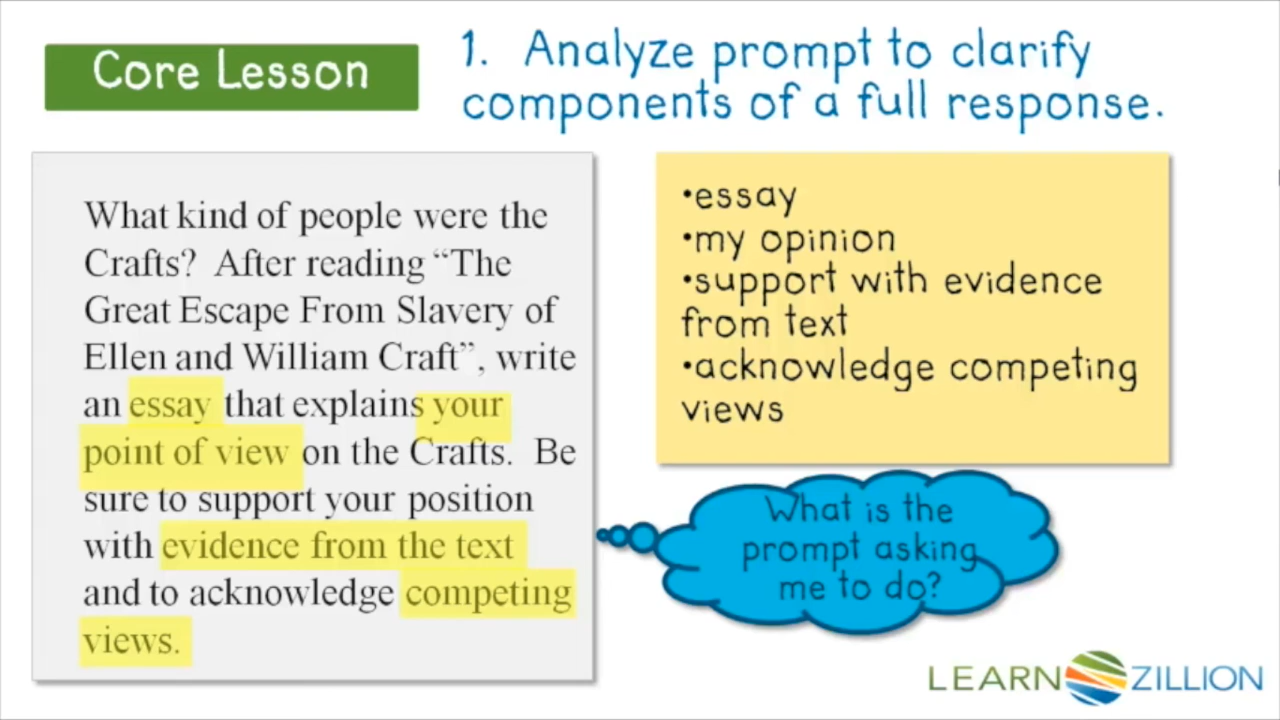 Core Lesson
1. Analyze prompt to clarify
components of a full response.
What kind of people were the
Crafts? After reading “The
Great Escape From Slavery of
Ellen and William Craft”, write
an essay that explains your
point of view on the Crafts. Be
sure to support your position
with evidence from the text
and to acknowledge competing
views.
•essay
•my opinion
•support with evidence
from text
•acknowledge competing
views
What is the
prompt asking
me to do?
LEARN ZILLION